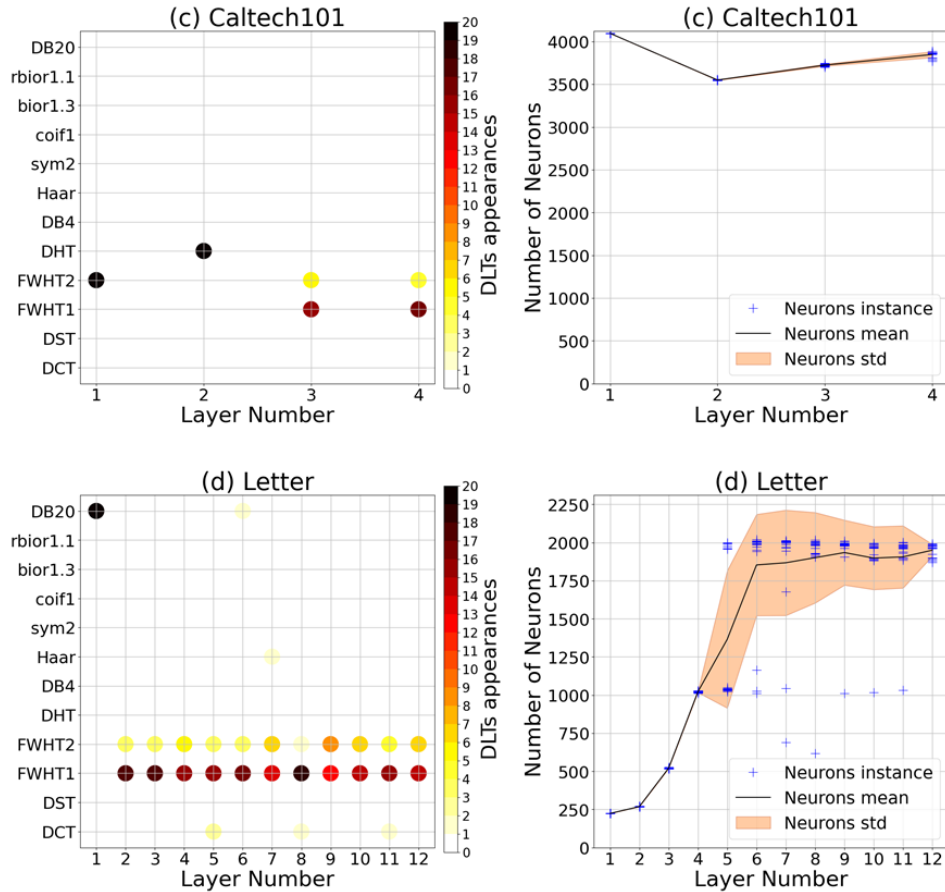 (c) Caltech101
DB20
rbior1.1
bior1.3
coif1
sym2
Haar
DB4
DHT
FWHT2
FWHT1
DST
DCT
1 2 3 4
Layer Number
20
19
18
17
16
15
14
13
12
11
10
9
8
7
6
5
4
3
2
1
0
DLTs appearances
(c) Caltech101
Number of Neurons
4000
3500
3000
2500
2000
1500
1000
500
0
Neurons instance
Neurons mean
Neurons std
1 2 3 4
Layer Number
(d) Letter
DB20
rbior1.1
bior1.3
coif1
sym2
Haar
DB4
DHT
FWHT2
FWHT1
DST
DCT
1 2 3 4 5 6 7 8 9 10 11 12
Layer Number
20
19
18
17
16
15
14
13
12
11
10
9
8
7
6
5
4
3
2
1
0
DLTs appearances
(d) Letter
Number of Neurons
2250
2000
1750
1500
1250
1000
750
500
250
0
Neurons instance
Neurons mean
Neurons std
1 2 3 4 5 6 7 8 9 10 11 12
Layer Number